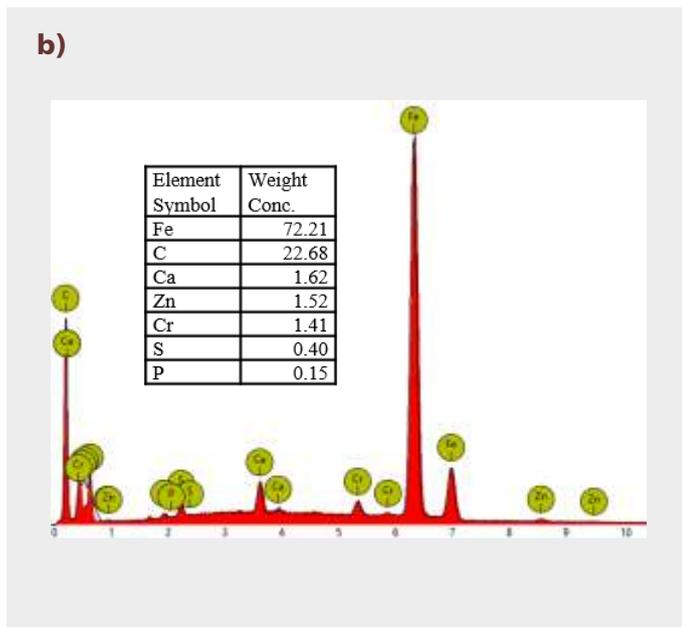 b)
Element Weight
Symbol Conc.
Fe 72.21
C 22.68
Ca 1.62
Zn 1.52
Cr 1.41
S 0.40
P 0.15
Fe
C
Ca
Fe
Ca
Ca
Cr
Cr
Cr
Zn
P
S
Zn
Zn
0 1 2 3 4 5 6 7 8 9 10